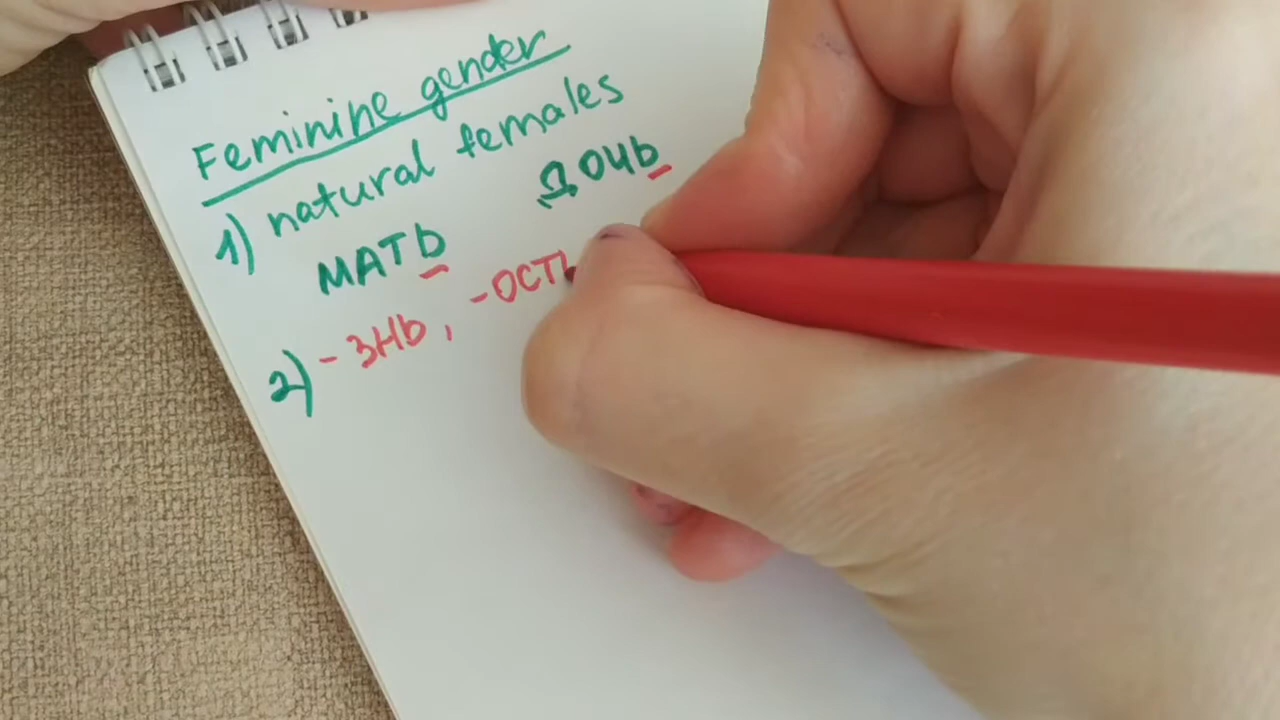 Feminine gender
1) natural females
МАТЬ ДОЧЬ
2) -ЗНЬ, -ОСТЬ